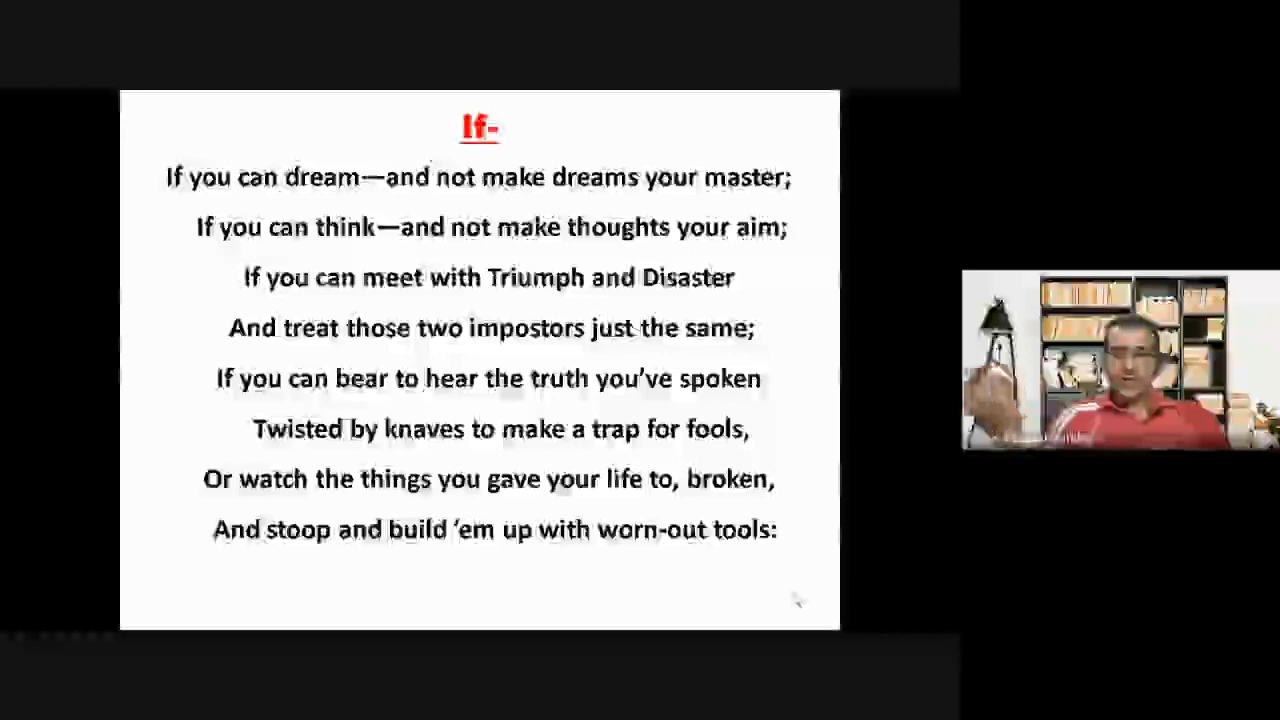 If-
If you can dream—and not make dreams your master;
If you can think—and not make thoughts your aim;
If you can meet with Triumph and Disaster
And treat those two impostors just the same;
If you can bear to hear the truth you’ve spoken
Twisted by knaves to make a trap for fools,
Or watch the things you gave your life to, broken,
And stoop and build ’em up with worn-out tools: